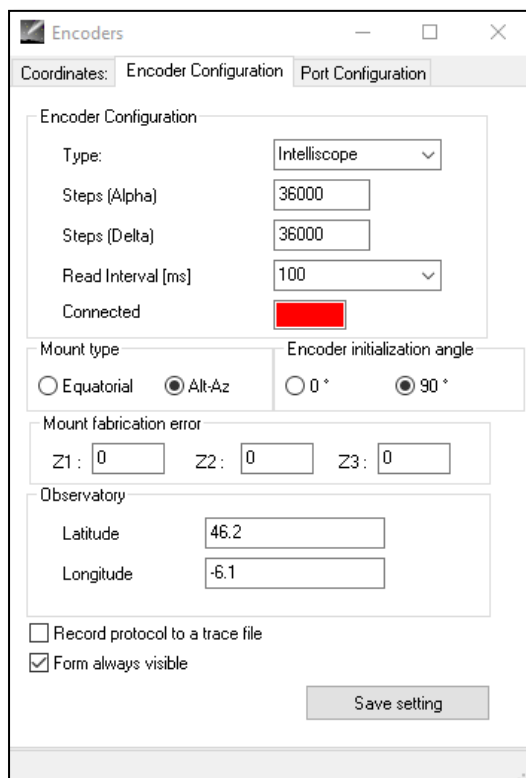 Encoders
Coordinates: Encoder Configuration Port Configuration
Encoder Configuration
Type: Intelliscope
Steps (Alpha) 36000
Steps (Delta) 36000
Read Interval [ms] 100
Connected
Mount type Encoder initialization angle
Equatorial Alt-Az 0 ° 90 °
Mount fabrication error
Z1 : 0 Z2 : 0 Z3 : 0
Observatory
Latitude 46.2
Longitude -6.1
Record protocol to a trace file
Form always visible
Save setting